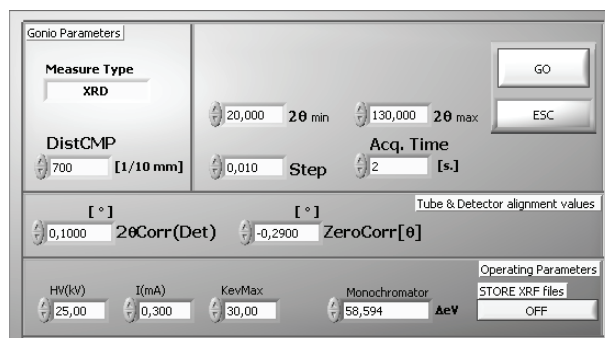 Gonio Parameters
Measure Type
XRD
GO
20,000 2θ min 130,000 2θ max
ESC
DistCMP
Acq. Time
700 [1/10 mm] 0,010 Step 2 [s.]
[°] [°] Tube & Detector alignment values
0,1000 2θCorr(Det) -0,2900 ZeroCorr[θ]
Operating Parameters
HV(kV) I(mA) KevMax Monochromator STORE XRF files
25,00 0,300 30,00 58,594 ΔeV OFF